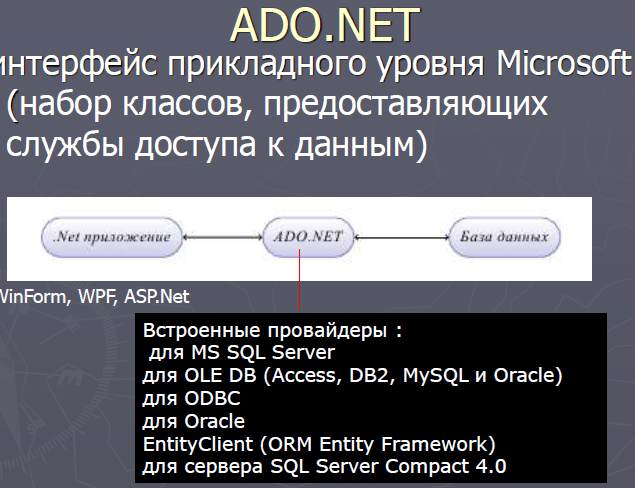 ADO.NET
интерфейс прикладного уровня Microsoft
(набор классов, предоставляющих
службы доступа к данным)
.Net приложение
ADO.NET
База данных
WinForm, WPF, ASP.Net
Встроенные провайдеры :
для MS SQL Server
для OLE DB (Access, DB2, MySQL и Oracle)
для ODBC
для Oracle
EntityClient (ORM Entity Framework)
для сервера SQL Server Compact 4.0